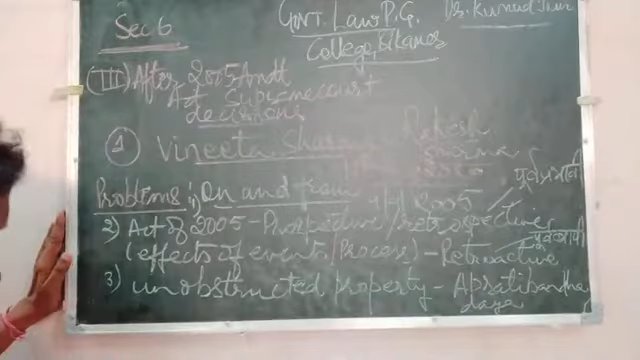 Sec 6
Govt. Law P.G.
College, Bikaner
Dr. Kumud Jain
(III) After 2005 Amdt
Act Supreme court
decisions
① Vineeta Sharma Rakesh
Sharma
Problems 1) On and from 9/9/2005
2) Act of 2005 - Prospective/retrospective
(effects of events/Process) - Retroactive
3) unobstructed property - Apratibandha
daya